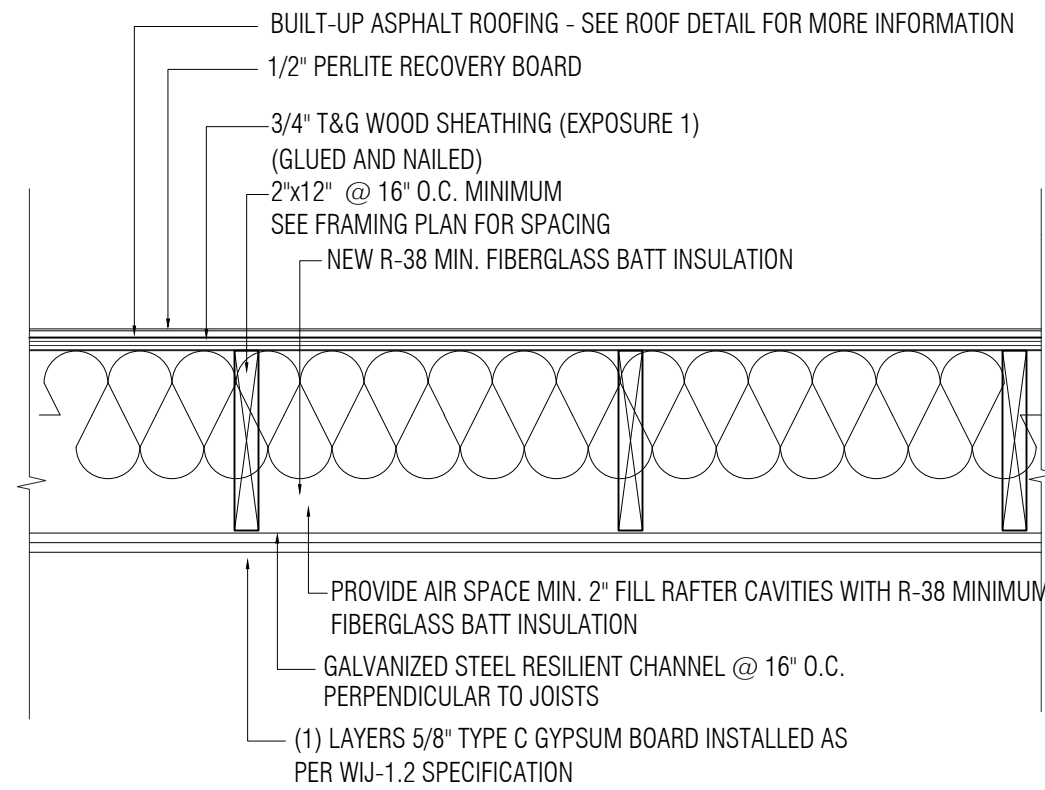 BUILT-UP ASPHALT ROOFING - SEE ROOF DETAIL FOR MORE INFORMATION
1/2" PERLITE RECOVERY BOARD
3/4" T&G WOOD SHEATHING (EXPOSURE 1)
(GLUED AND NAILED)
2"x12" @ 16" O.C. MINIMUM
SEE FRAMING PLAN FOR SPACING
NEW R-38 MIN. FIBERGLASS BATT INSULATION
PROVIDE AIR SPACE MIN. 2" FILL RAFTER CAVITIES WITH R-38 MINIMUM
FIBERGLASS BATT INSULATION
GALVANIZED STEEL RESILIENT CHANNEL @ 16" O.C.
PERPENDICULAR TO JOISTS
(1) LAYERS 5/8" TYPE C GYPSUM BOARD INSTALLED AS
PER WIJ-1.2 SPECIFICATION